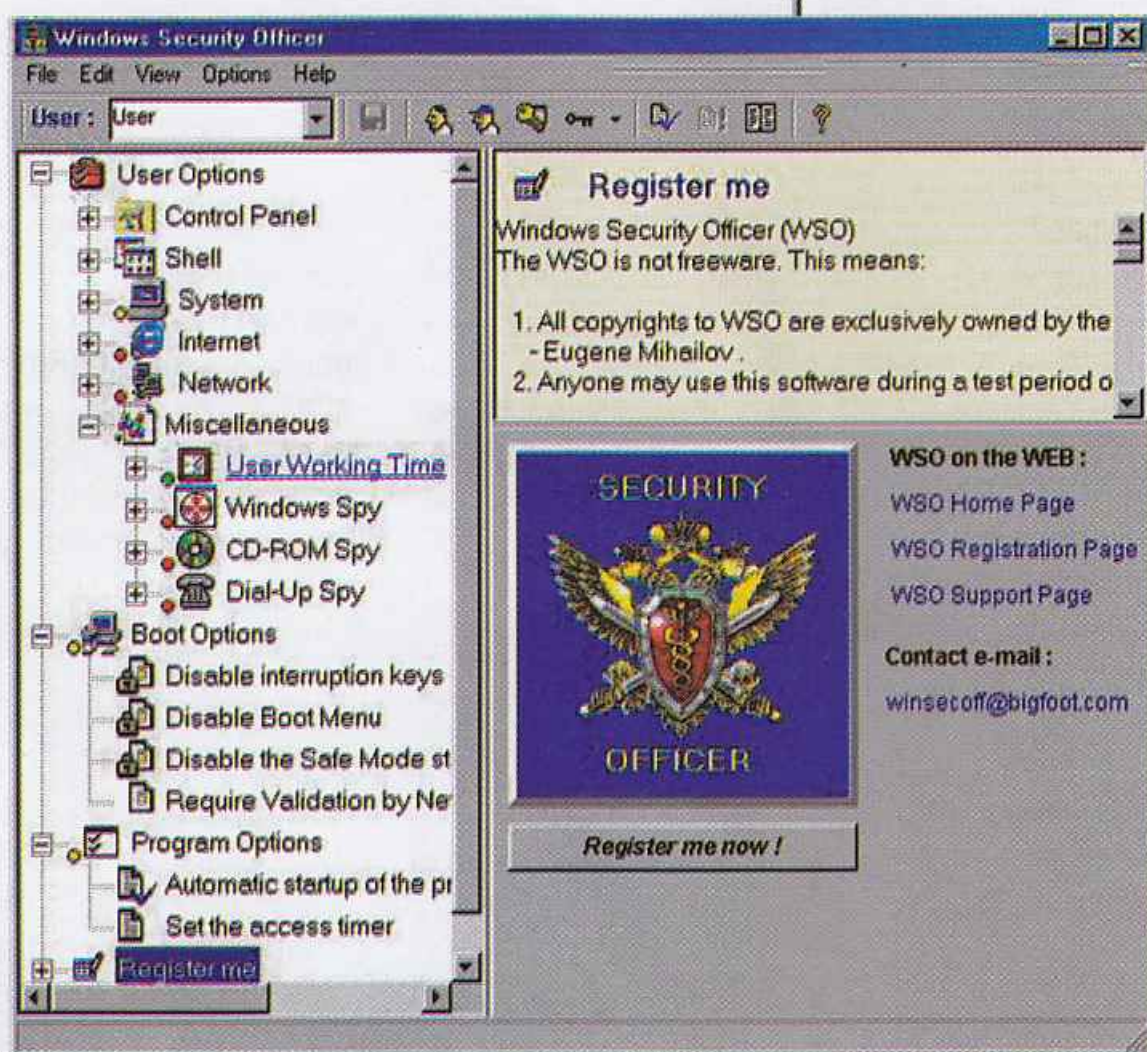 Windows Security Officer
File Edit View Options Help
User : User
User Options
Control Panel
Shell
System
Internet
Network
Miscellaneous
User Working Time
Windows Spy
CD-ROM Spy
Dial-Up Spy
Boot Options
Disable interruption keys
Disable Boot Menu
Disable the Safe Mode st
Require Validation by Ne
Program Options
Automatic startup of the pr
Set the access timer
Register me
Register me
Windows Security Officer (WSO)
The WSO is not freeware. This means:
1. All copyrights to WSO are exclusively owned by the
- Eugene Mihailov .
2. Anyone may use this software during a test period o
SECURITY
OFFICER
Register me now !
WSO on the WEB :
WSO Home Page
WSO Registration Page
WSO Support Page
Contact e-mail :
winsecoff@bigfoot.com